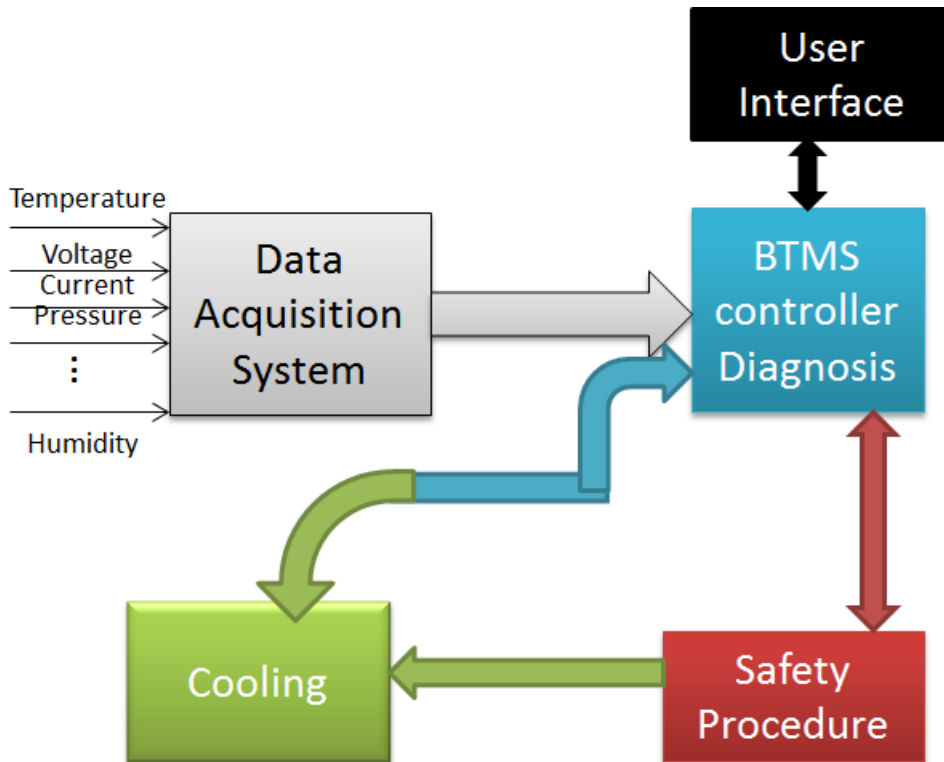 User
Interface
Temperature
Voltage
Current
Pressure
⋮
Humidity
Data
Acquisition
System
BTMS
controller
Diagnosis
Cooling
Safety
Procedure